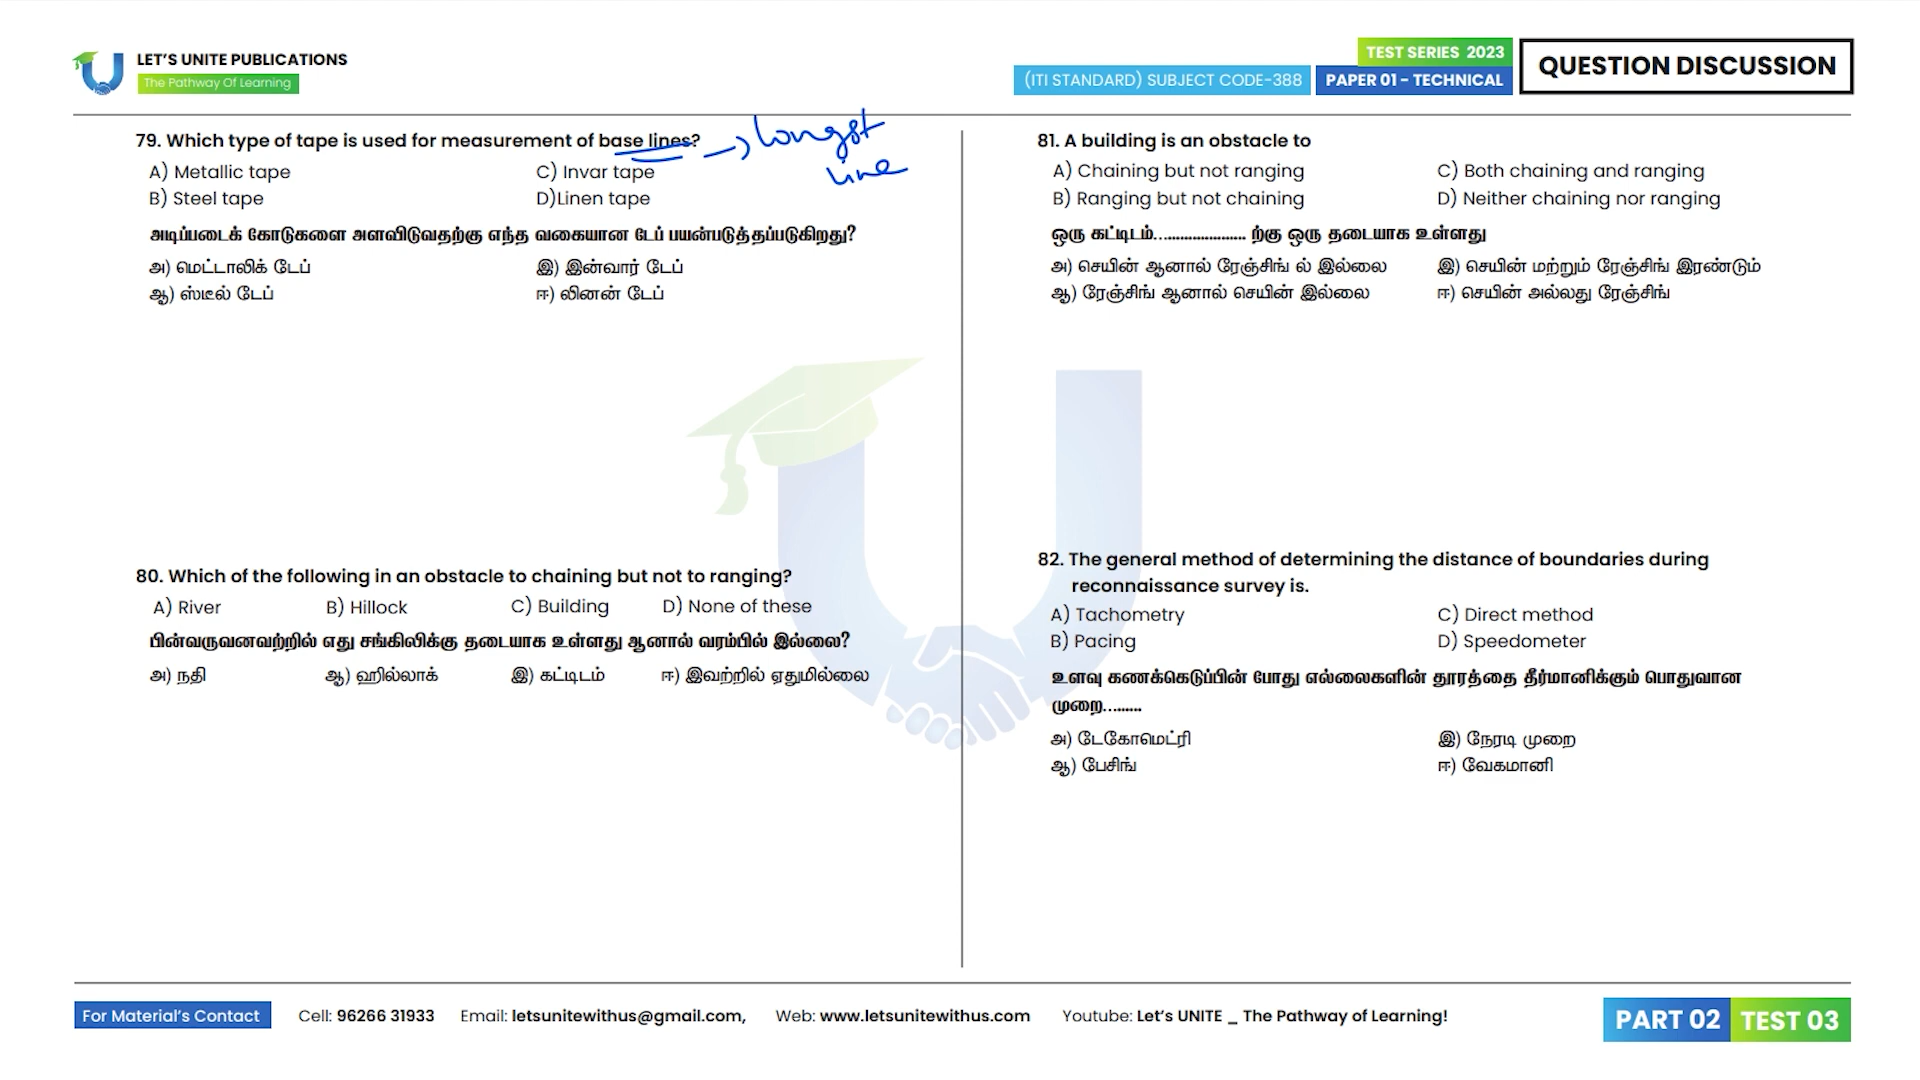 LET'S UNITE PUBLICATIONS
The Pathway Of Learning
TEST SERIES 2023
(ITI STANDARD) SUBJECT CODE-388
PAPER 01 - TECHNICAL
QUESTION DISCUSSION
79. Which type of tape is used for measurement of base lines?
→ longst
line
A) Metallic tape
C) Invar tape
B) Steel tape
D)Linen tape
அடிப்படைக் கோடுகளை அளவிடுவதற்கு எந்த வகையான டேப் பயன்படுத்தப்படுகிறது?
அ) மெட்டாலிக் டேப்
இ) இன்வார் டேப்
ஆ) ஸ்டீல் டேப்
ஈ) லினன் டேப்
80. Which of the following in an obstacle to chaining but not to ranging?
A) River
B) Hillock
C) Building
D) None of these
பின்வருவனவற்றில் எது சங்கிலிக்கு தடையாக உள்ளது ஆனால் வரம்பில் இல்லை?
அ) நதி
ஆ) ஹில்லாக்
இ) கட்டிடம்
ஈ) இவற்றில் ஏதுமில்லை
81. A building is an obstacle to
A) Chaining but not ranging
C) Both chaining and ranging
B) Ranging but not chaining
D) Neither chaining nor ranging
ஒரு கட்டிடம்...................... ற்கு ஒரு தடையாக உள்ளது
அ) செயின் ஆனால் ரேஞ்சிங் ல் இல்லை
இ) செயின் மற்றும் ரேஞ்சிங் இரண்டும்
ஆ) ரேஞ்சிங் ஆனால் செயின் இல்லை
ஈ) செயின் அல்லது ரேஞ்சிங்
82. The general method of determining the distance of boundaries during
reconnaissance survey is.
A) Tachometry
C) Direct method
B) Pacing
D) Speedometer
உளவு கணக்கெடுப்பின் போது எல்லைகளின் தூரத்தை தீர்மானிக்கும் பொதுவான
முறை.........
அ) டேகோமெட்ரி
இ) நேரடி முறை
ஆ) பேசிங்
ஈ) வேகமானி
For Material's Contact
Cell: 96266 31933
Email: letsunitewithus@gmail.com,
Web: www.letsunitewithus.com
Youtube: Let's UNITE _ The Pathway of Learning!
PART 02
TEST 03